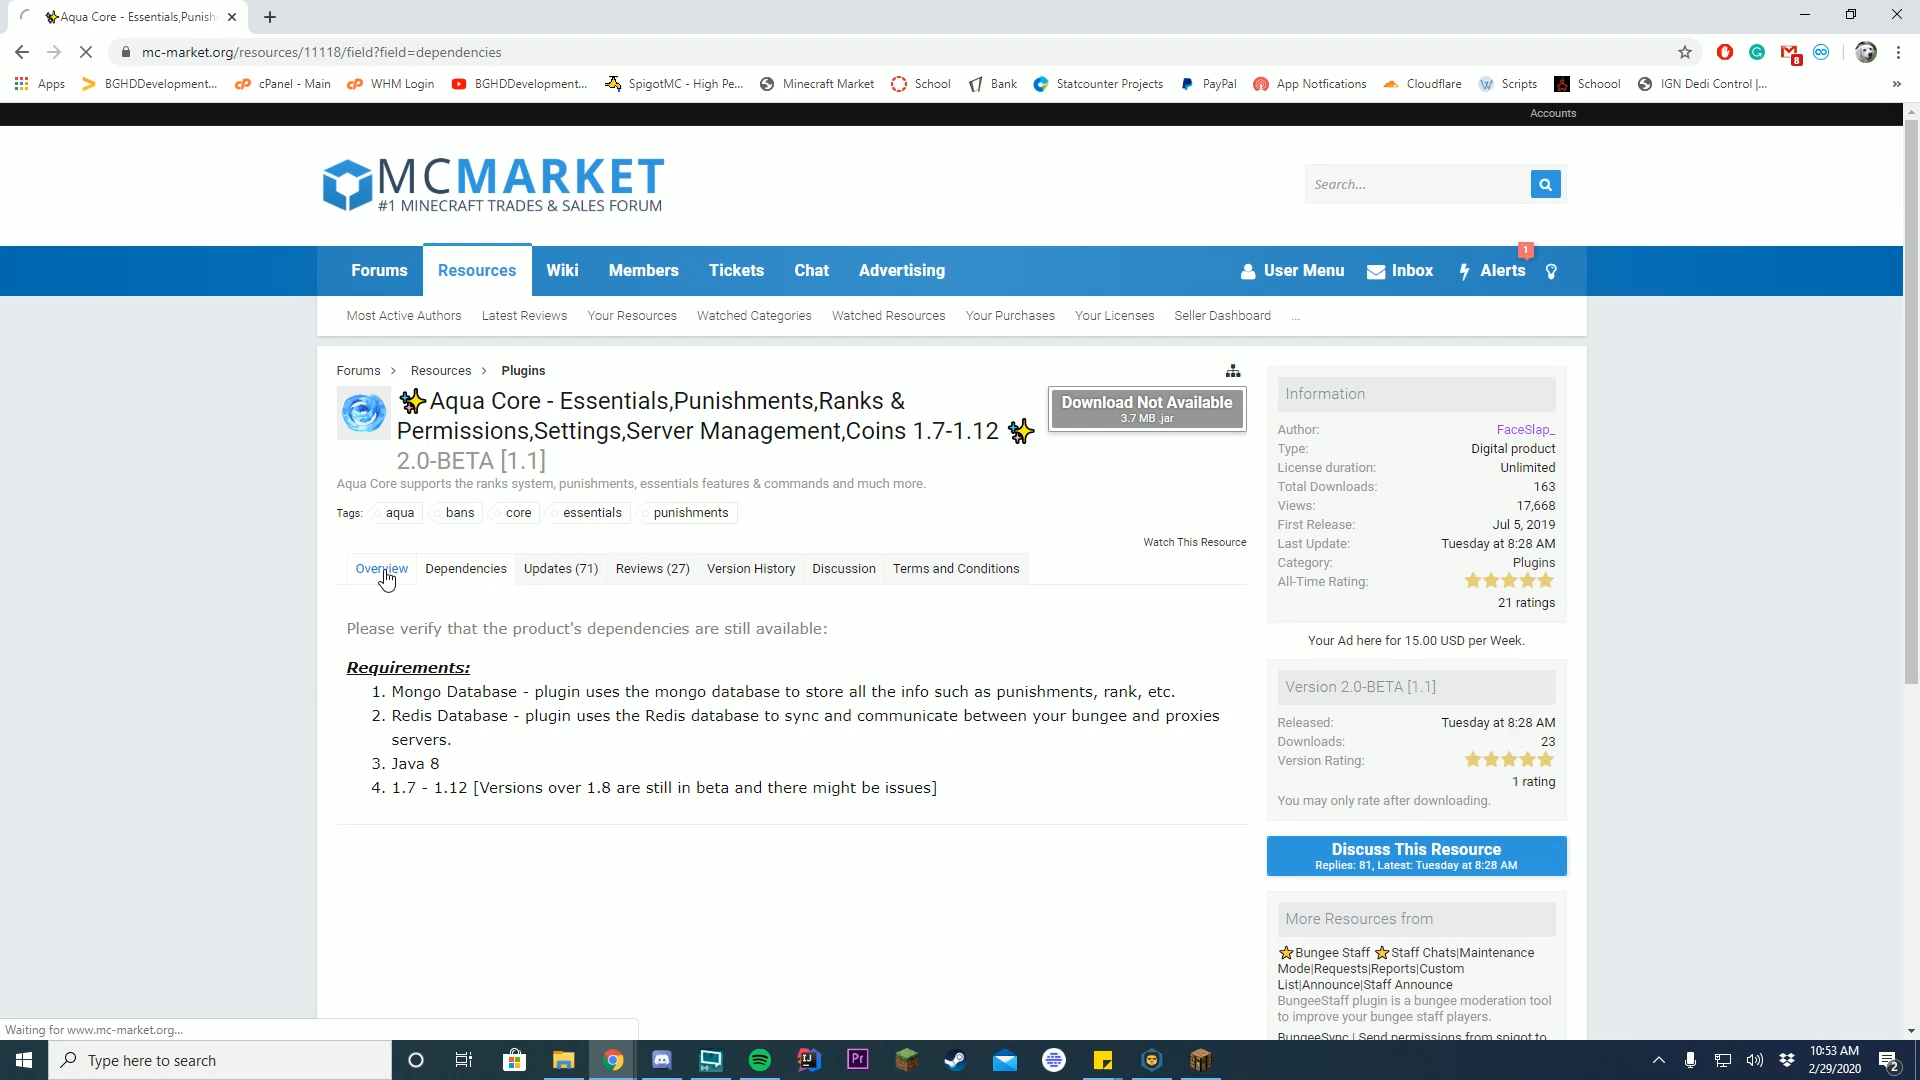 Aqua Core - Essentials,Punish
mc-market.org/resources/11118/field?field=dependencies
8
Apps
BGHDDevelopment...
cPanel - Main
WHM Login
BGHDDevelopment...
SpigotMC - High Pe...
Minecraft Market
School
Bank
Statcounter Projects
PayPal
App Notfications
Cloudflare
Scripts
Schoool
IGN Dedi Control |...
»
Accounts
MCMARKET
#1 MINECRAFT TRADES & SALES FORUM
Search...
Forums
Resources
Wiki
Members
Tickets
Chat
Advertising
User Menu
Inbox
Alerts
1
Most Active Authors
Latest Reviews
Your Resources
Watched Categories
Watched Resources
Your Purchases
Your Licenses
Seller Dashboard
...
Forums > Resources > Plugins
✨Aqua Core - Essentials,Punishments,Ranks &
Permissions,Settings,Server Management,Coins 1.7-1.12 ✨
2.0-BETA [1.1]
Download Not Available
3.7 MB .jar
Aqua Core supports the ranks system, punishments, essentials features & commands and much more.
Tags: aqua bans core essentials punishments
Watch This Resource
Overview
Dependencies
Updates (71)
Reviews (27)
Version History
Discussion
Terms and Conditions
Please verify that the product's dependencies are still available:
Requirements:
1. Mongo Database - plugin uses the mongo database to store all the info such as punishments, rank, etc.
2. Redis Database - plugin uses the Redis database to sync and communicate between your bungee and proxies
servers.
3. Java 8
4. 1.7 - 1.12 [Versions over 1.8 are still in beta and there might be issues]
Information
Author: FaceSlap_
Type: Digital product
License duration: Unlimited
Total Downloads: 163
Views: 17,668
First Release: Jul 5, 2019
Last Update: Tuesday at 8:28 AM
Category: Plugins
All-Time Rating:
21 ratings
Your Ad here for 15.00 USD per Week.
Version 2.0-BETA [1.1]
Released: Tuesday at 8:28 AM
Downloads: 23
Version Rating:
1 rating
You may only rate after downloading.
Discuss This Resource
Replies: 81, Latest: Tuesday at 8:28 AM
More Resources from
⭐Bungee Staff ⭐Staff Chats|Maintenance
Mode|Requests|Reports|Custom
List|Announce|Staff Announce
BungeeStaff plugin is a bungee moderation tool
to improve your bungee staff players.
BungeeSync | Send permissions from spigot to
Waiting for www.mc-market.org...
Type here to search
Pr
10:53 AM
2/29/2020
2